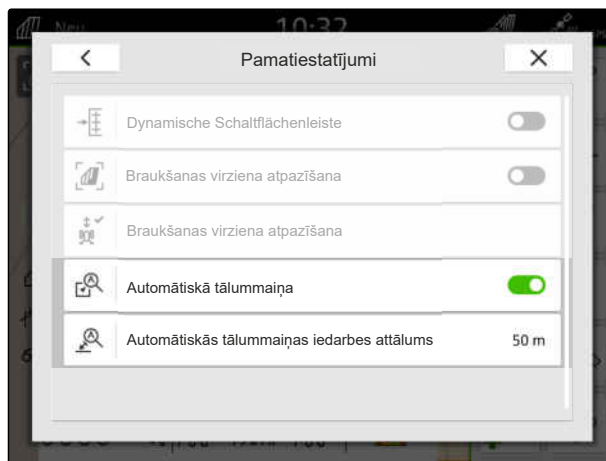 Neu
10:32
Pamatiestatījumi
Dynamische Schaltflächenleiste
Braukšanas virziena atpazīšana
Braukšanas virziena atpazīšana
Automātiskā tālummaiņa
Automātiskās tālummaiņas iedarbes attālums
50 m